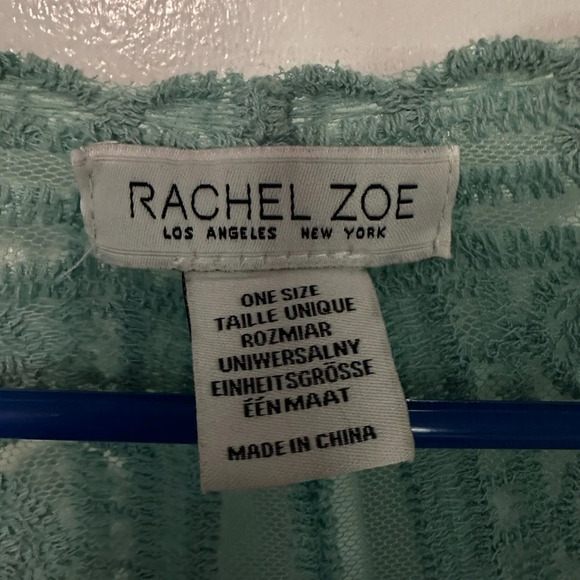 RACHEL ZOE
LOS ANGELES NEW YORK
ONE SIZE
TAILLE UNIQUE
ROZMIAR
UNIWERSALNY
EINHEITSGRÖSSE
ÉÉN MAAT
MADE IN CHINA